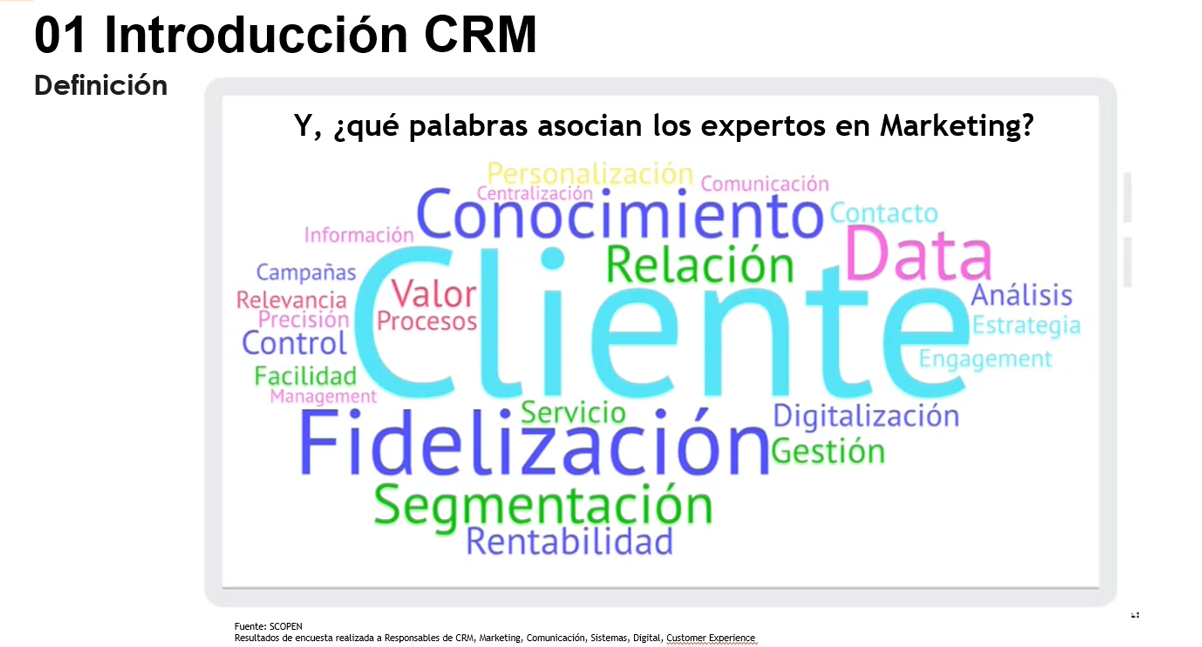 01 Introducción CRM
Definición
Y, ¿qué palabras asocian los expertos en Marketing?
Personalización
Comunicación
Centralización
Conocimiento
Contacto
Información
Relación
Data
Campañas
Cliente
Valor
Análisis
Relevancia
Precisión
Procesos
Estrategia
Control
Engagement
Facilidad
Management
Servicio
Digitalización
Fidelización
Gestión
Segmentación
Rentabilidad
Fuente: SCOPEN
Resultados de encuesta realizada a Responsables de CRM, Marketing, Comunicación, Sistemas, Digital, Customer Experience